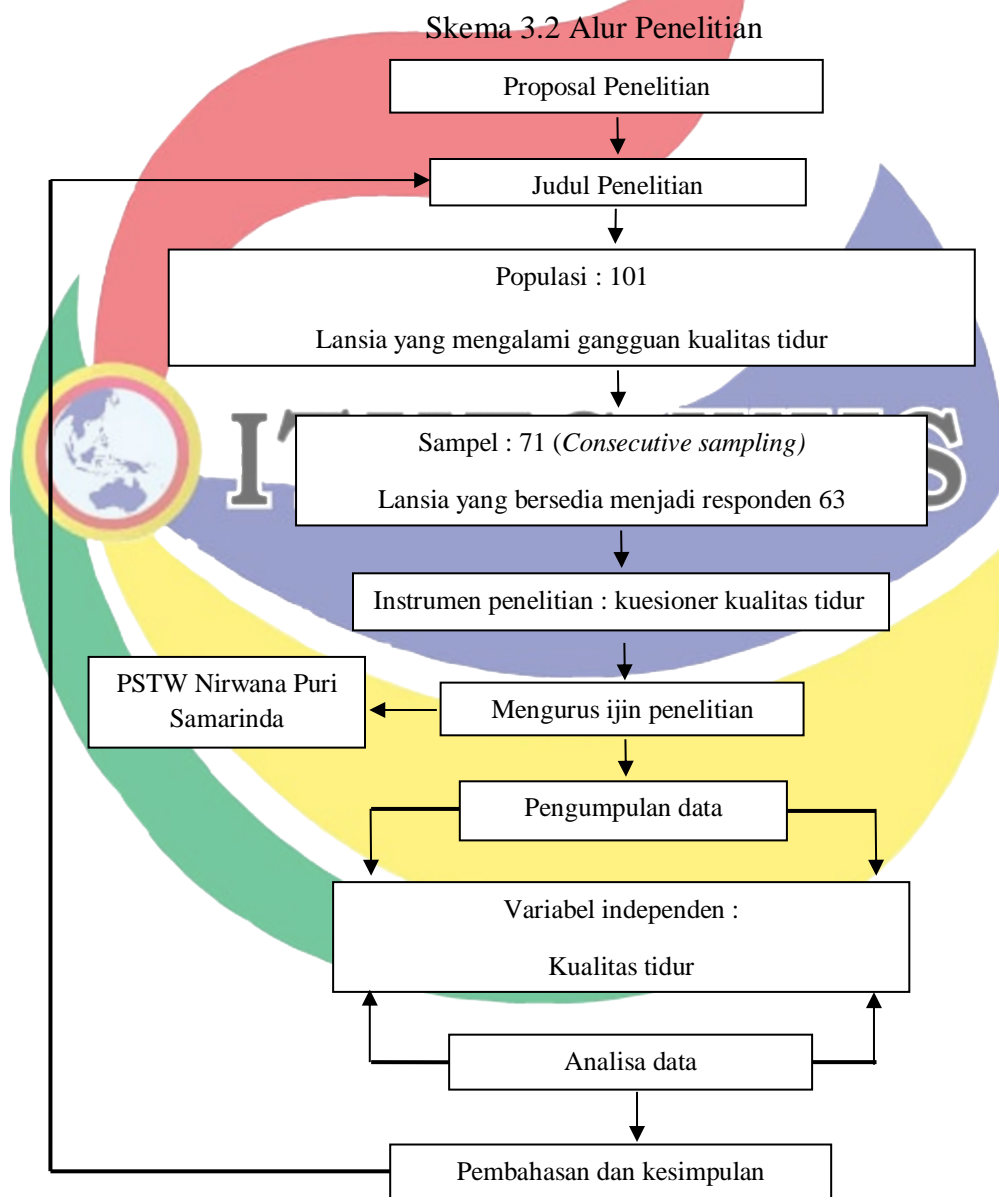 Skema 3.2 Alur Penelitian
Proposal Penelitian
Judul Penelitian
Populasi : 101
Lansia yang mengalami gangguan kualitas tidur
Sampel : 71 (Consecutive sampling)
Lansia yang bersedia menjadi responden 63
Instrumen penelitian : kuesioner kualitas tidur
PSTW Nirwana Puri
Samarinda
Mengurus ijin penelitian
Pengumpulan data
Variabel independen :
Kualitas tidur
Analisa data
Pembahasan dan kesimpulan